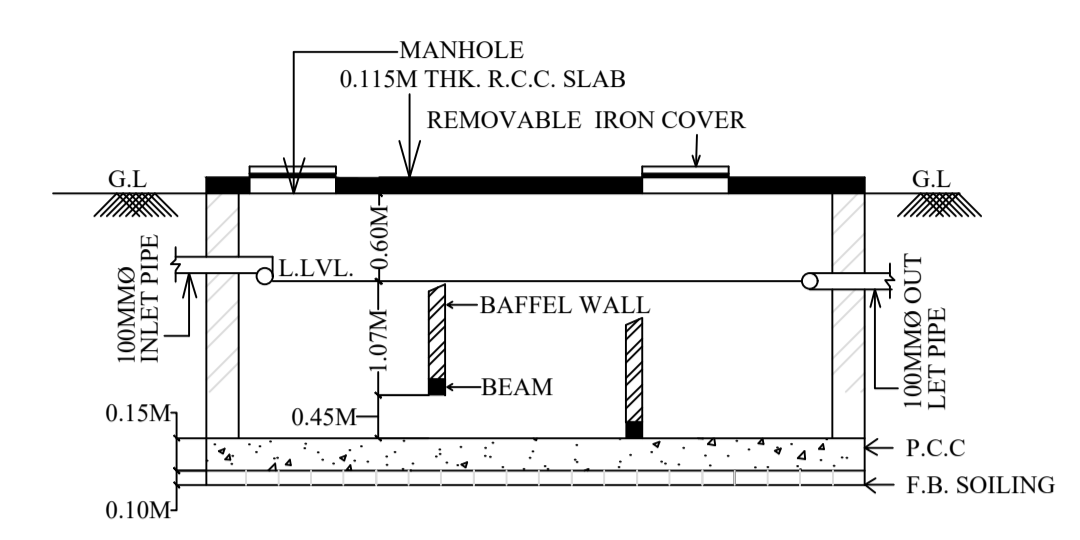 MANHOLE
0.115M THK. R.C.C. SLAB
REMOVABLE IRON COVER
G.L
G.L
0.60M
L.LVL.
100MMØ
INLET PIPE
BAFFEL WALL
1.07M
BEAM
100MMØ OUT
LET PIPE
0.15M
0.45M
P.C.C
F.B. SOILING
0.10M